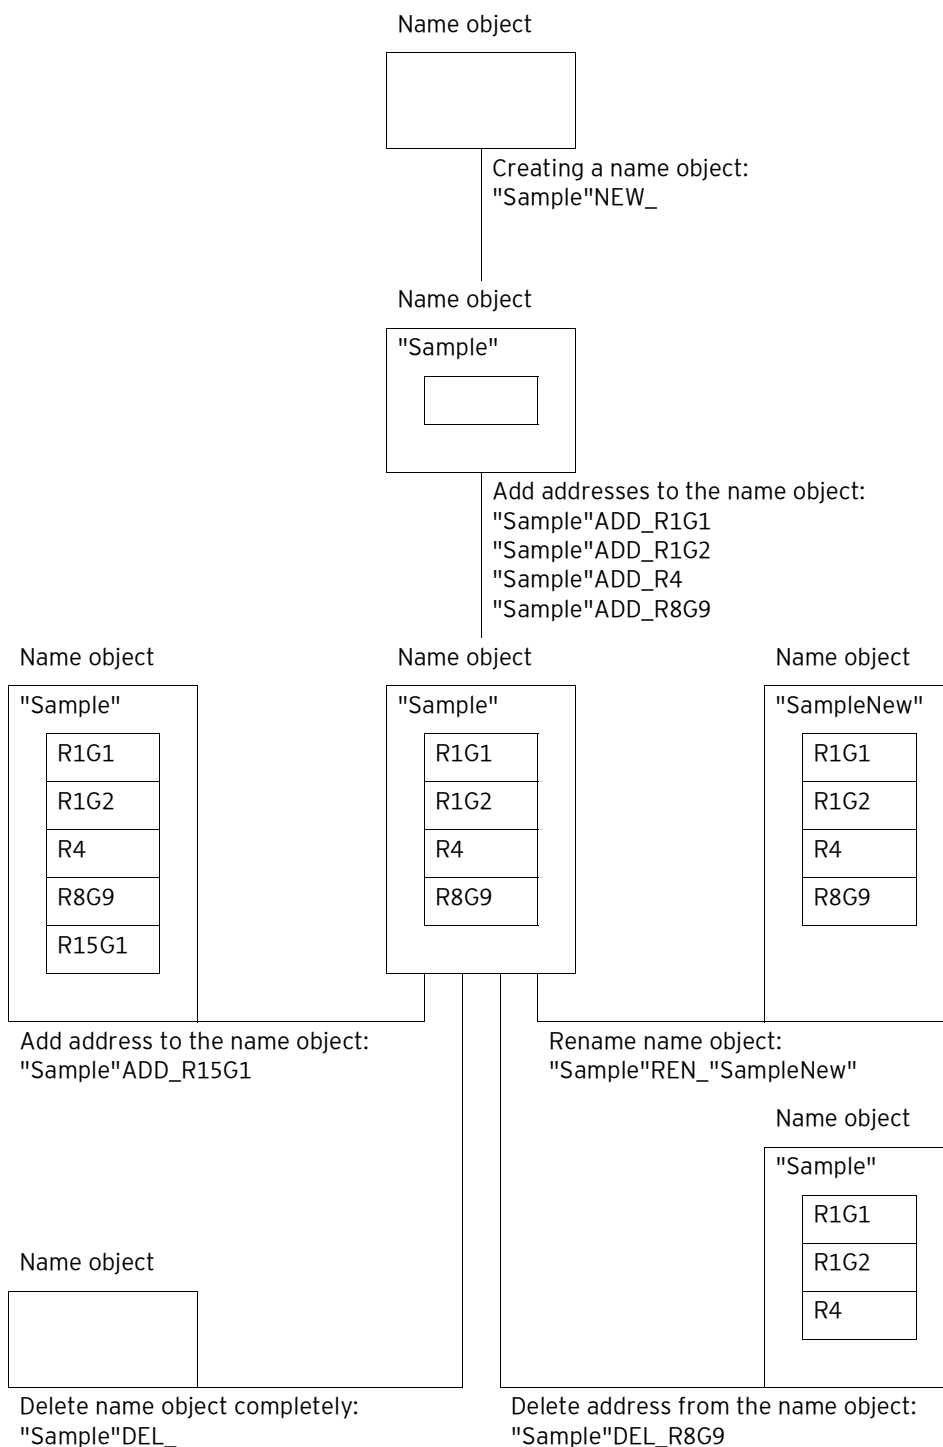 Name object
Creating a name object:
"Sample"NEW_
Name object
"Sample"
Add addresses to the name object:
"Sample"ADD_R1G1
"Sample"ADD_R1G2
"Sample"ADD_R4
"Sample"ADD_R8G9
Name object
"Sample"
R1G1
R1G2
R4
R8G9
R15G1
Add address to the name object:
"Sample"ADD_R15G1
Name object
"Sample"
R1G1
R1G2
R4
R8G9
Name object
"SampleNew"
R1G1
R1G2
R4
R8G9
Rename name object:
"Sample"REN_"SampleNew"
Name object
Delete name object completely:
"Sample"DEL_
Name object
"Sample"
R1G1
R1G2
R4
Delete address from the name object:
"Sample"DEL_R8G9